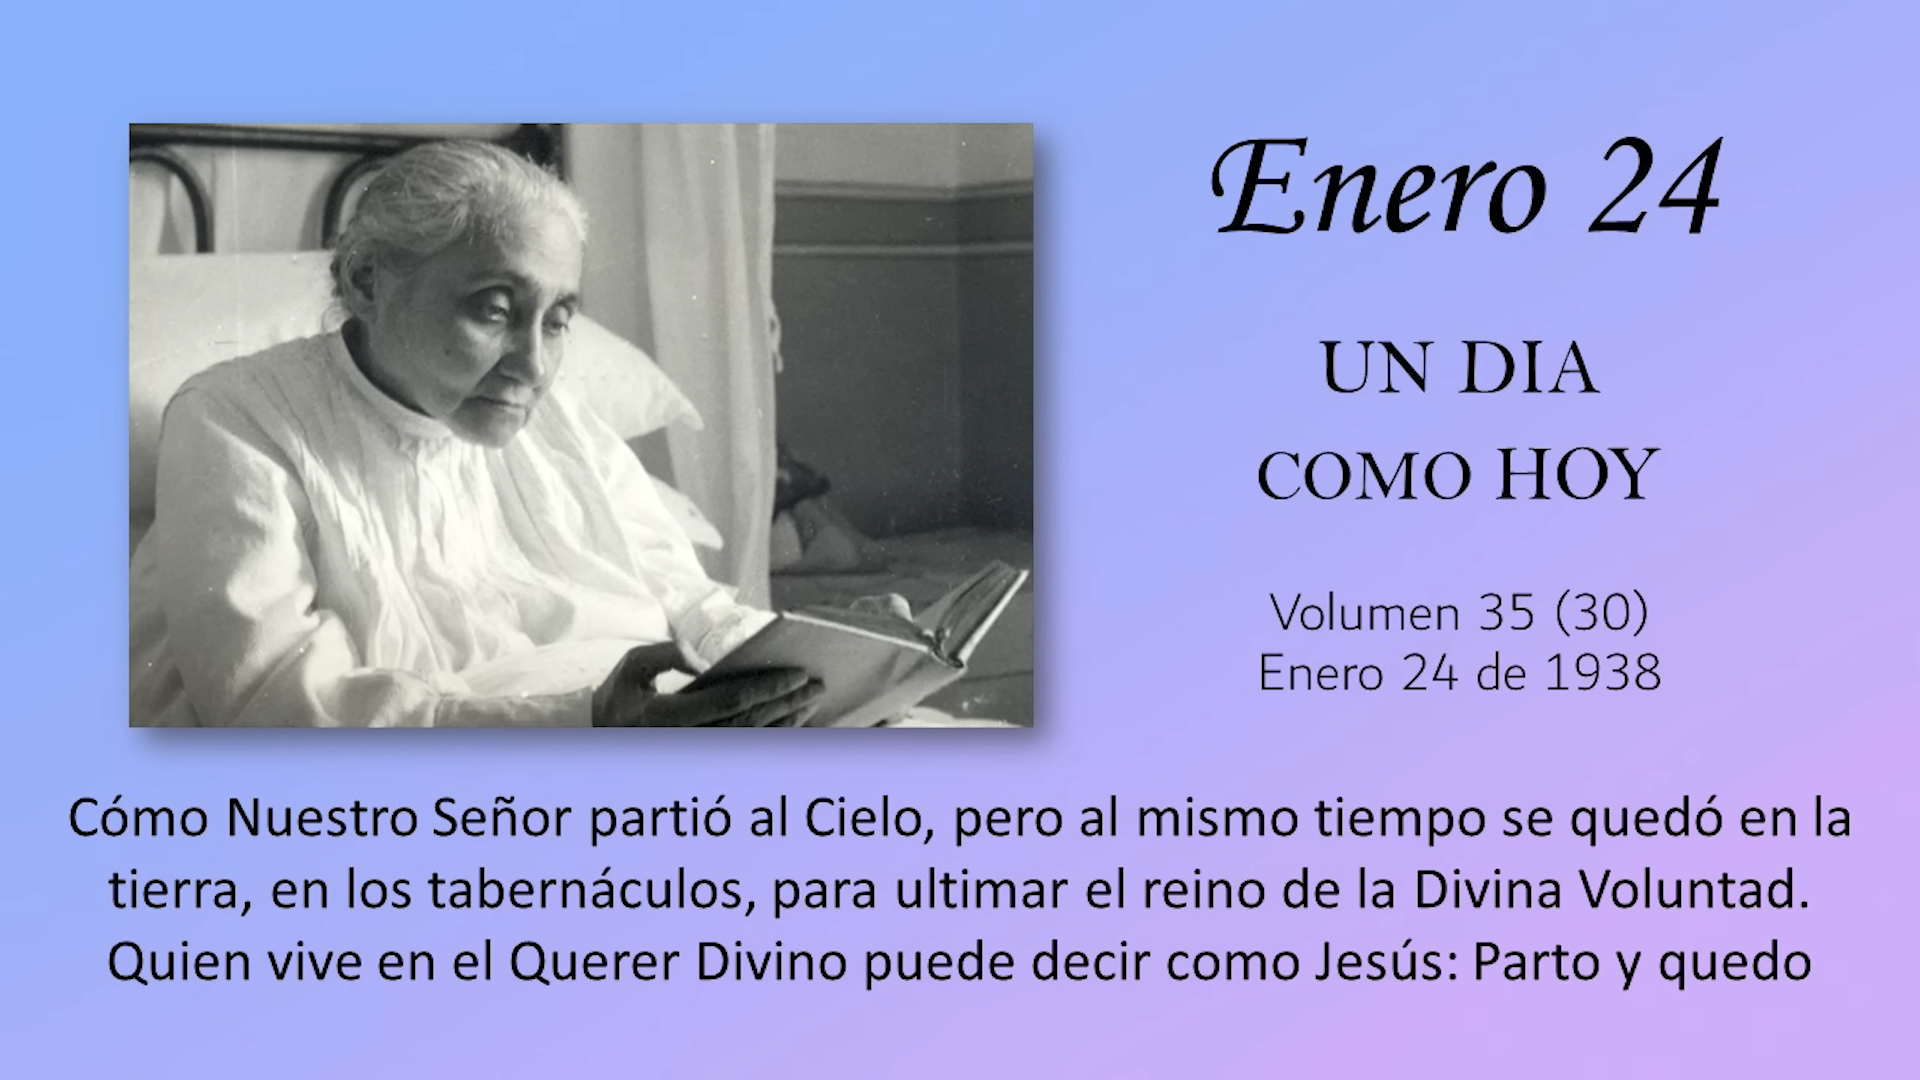 Enero 24
UN DIA
COMO HOY
Volumen 35 (30)
Enero 24 de 1938
Cómo Nuestro Señor partió al Cielo, pero al mismo tiempo se quedó en la
tierra, en los tabernáculos, para ultimar el reino de la Divina Voluntad.
Quien vive en el Querer Divino puede decir como Jesús: Parto y quedo